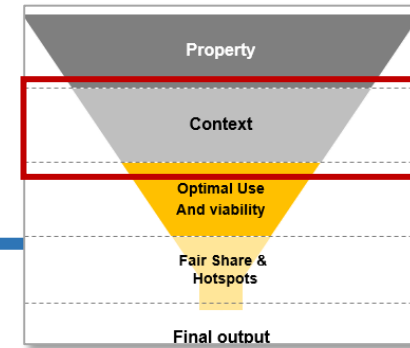 Property
Context
Optimal Use
And viability
Fair Share &
Hotspots
Final output